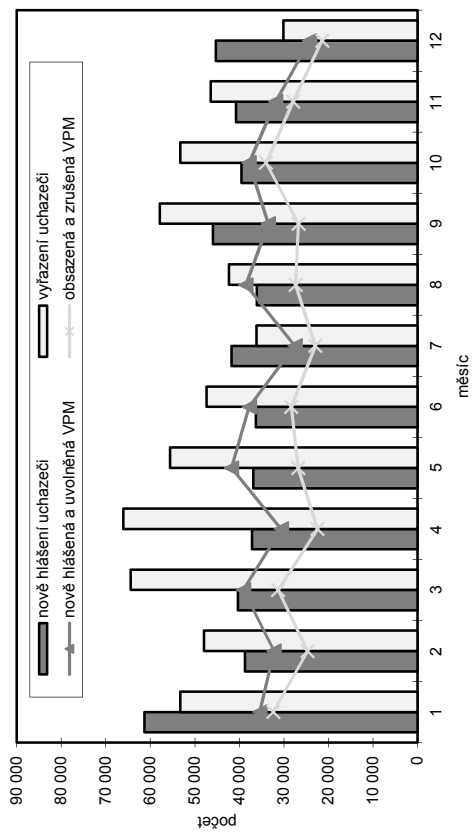 nově hlášení uchazeči
vyřazení uchazeči
nově hlášená a uvolněná VPM
obsazená a zrušená VPM
90 000
80 000
70 000
60 000
50 000
40 000
30 000
20 000
10 000
0
počet
1 2 3 4 5 6 7 8 9 10 11 12
měsíc